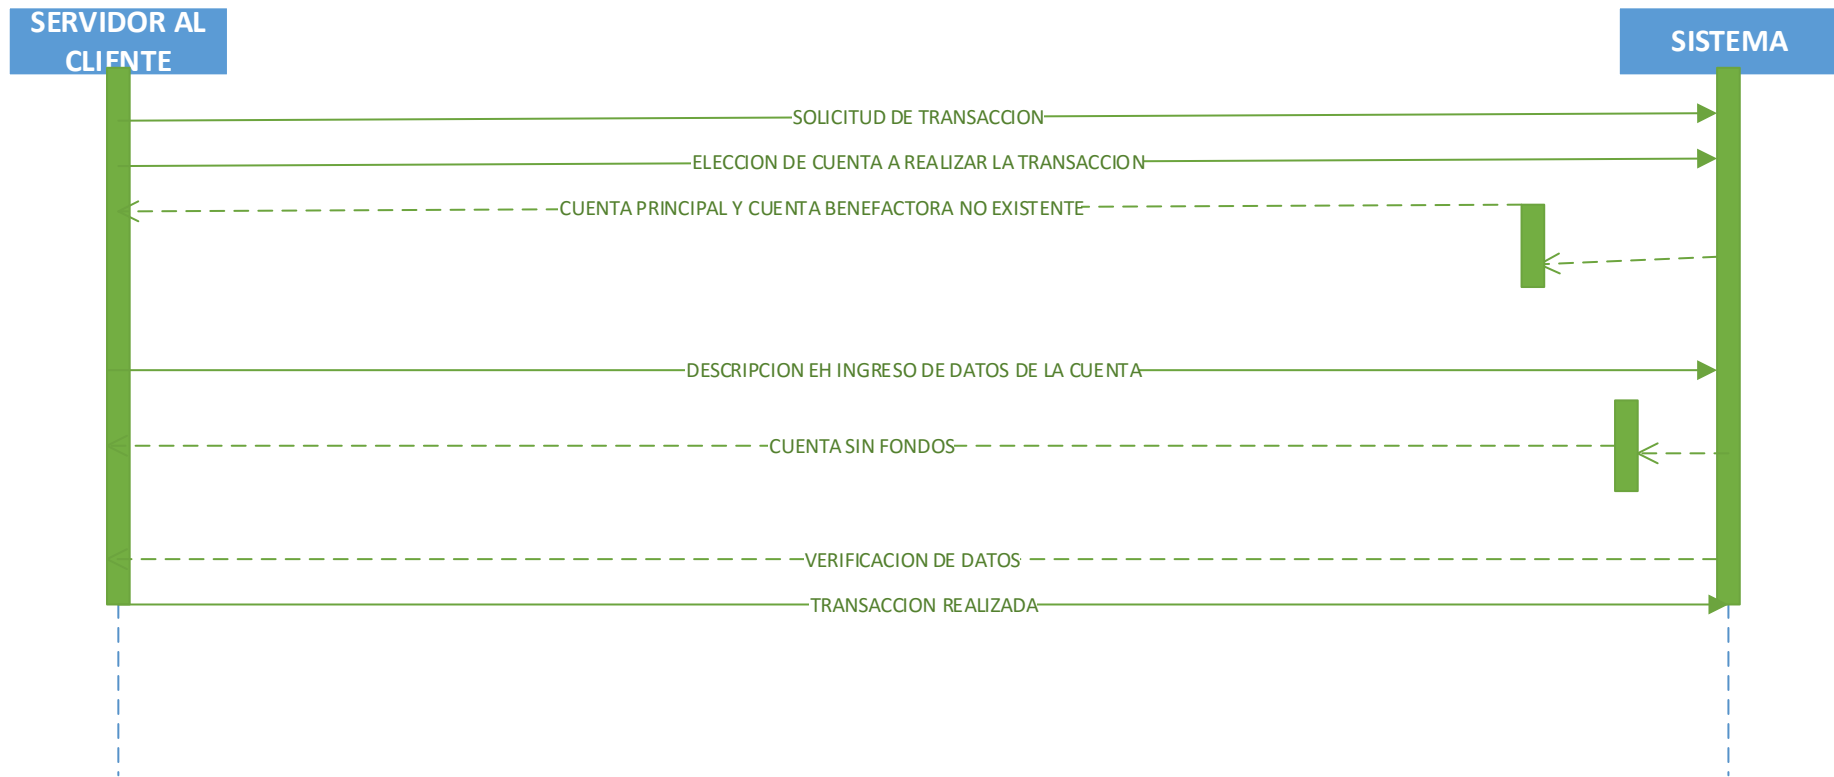 SERVIDOR AL
CLIENTE
SISTEMA
SOLICITUD DE TRANSACCION
ELECCION DE CUENTA A REALIZAR LA TRANSACCION
CUENTA PRINCIPAL Y CUENTA BENEFACTORA NO EXISTENTE
DESCRIPCION EH INGRESO DE DATOS DE LA CUENTA
CUENTA SIN FONDOS
VERIFICACION DE DATOS
TRANSACCION REALIZADA